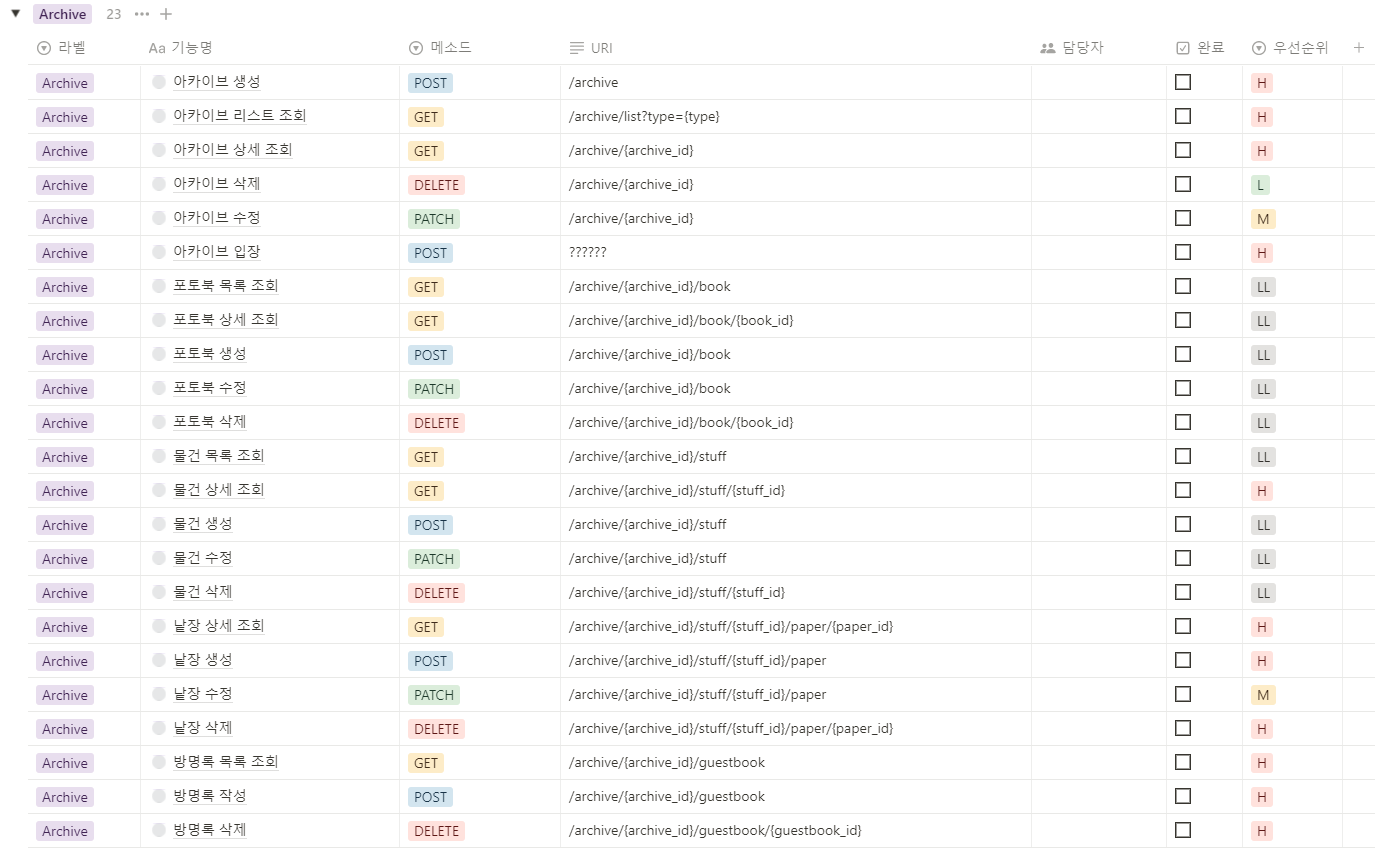 Archive 23
라벨 Aa 기능명 메소드 URI 담당자 완료 우선순위
Archive 아카이브 생성 POST /archive H
Archive 아카이브 리스트 조회 GET /archive/list?type={type} H
Archive 아카이브 상세 조회 GET /archive/{archive_id} H
Archive 아카이브 삭제 DELETE /archive/{archive_id} L
Archive 아카이브 수정 PATCH /archive/{archive_id} M
Archive 아카이브 입장 POST ?????? H
Archive 포토북 목록 조회 GET /archive/{archive_id}/book LL
Archive 포토북 상세 조회 GET /archive/{archive_id}/book/{book_id} LL
Archive 포토북 생성 POST /archive/{archive_id}/book LL
Archive 포토북 수정 PATCH /archive/{archive_id}/book LL
Archive 포토북 삭제 DELETE /archive/{archive_id}/book/{book_id} LL
Archive 물건 목록 조회 GET /archive/{archive_id}/stuff LL
Archive 물건 상세 조회 GET /archive/{archive_id}/stuff/{stuff_id} H
Archive 물건 생성 POST /archive/{archive_id}/stuff LL
Archive 물건 수정 PATCH /archive/{archive_id}/stuff LL
Archive 물건 삭제 DELETE /archive/{archive_id}/stuff/{stuff_id} LL
Archive 낱장 상세 조회 GET /archive/{archive_id}/stuff/{stuff_id}/paper/{paper_id} H
Archive 낱장 생성 POST /archive/{archive_id}/stuff/{stuff_id}/paper H
Archive 낱장 수정 PATCH /archive/{archive_id}/stuff/{stuff_id}/paper M
Archive 낱장 삭제 DELETE /archive/{archive_id}/stuff/{stuff_id}/paper/{paper_id} H
Archive 방명록 목록 조회 GET /archive/{archive_id}/guestbook H
Archive 방명록 작성 POST /archive/{archive_id}/guestbook H
Archive 방명록 삭제 DELETE /archive/{archive_id}/guestbook/{guestbook_id} H